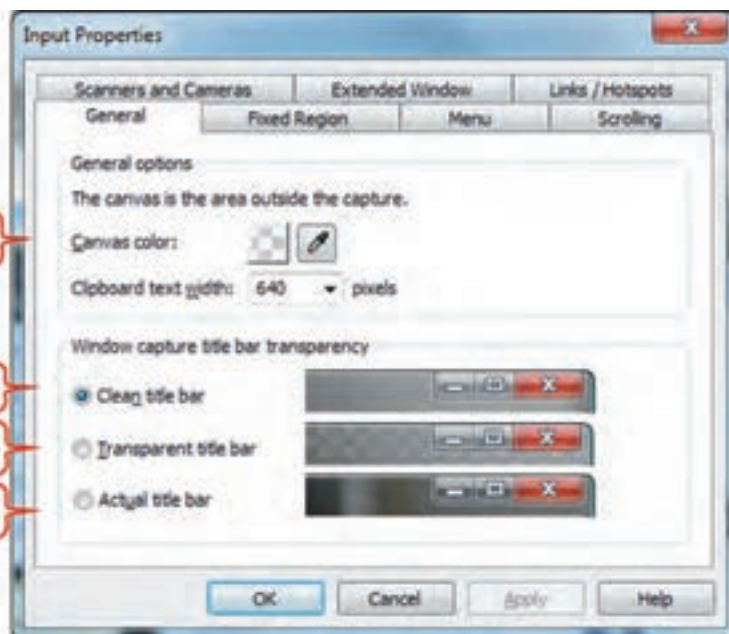 Input Properties
Scanners and Cameras Extended Window Links / Hotspots
General Fixed Region Menu Scrolling
General options
The canvas is the area outside the capture.
Canvas color:
Clipboard text width: 640 pixels
Window capture title bar transparency
Clean title bar
Transparent title bar
Actual title bar
OK Cancel Apply Help